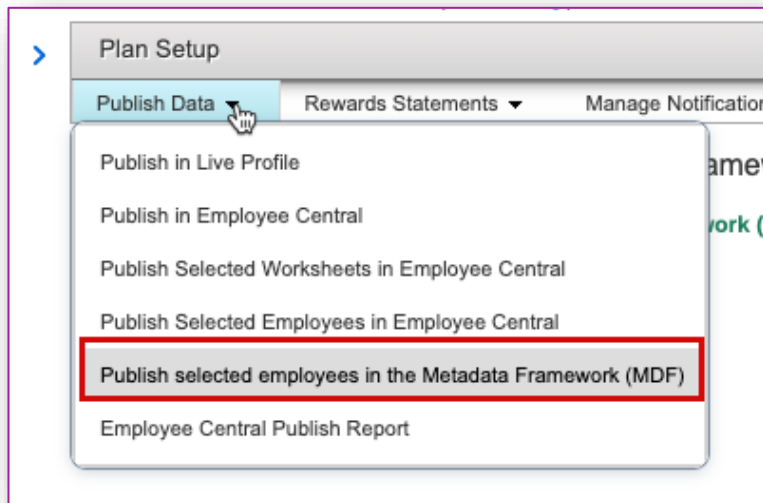 Plan Setup
Publish Data Rewards Statements Manage
Publish in Live Profile
Publish in Employee Central
Publish Selected Worksheets in Employee Central
Publish Selected Employees in Employee Central
Publish selected employees in the Metadata Framework (MDF)
Employee Central Publish Report